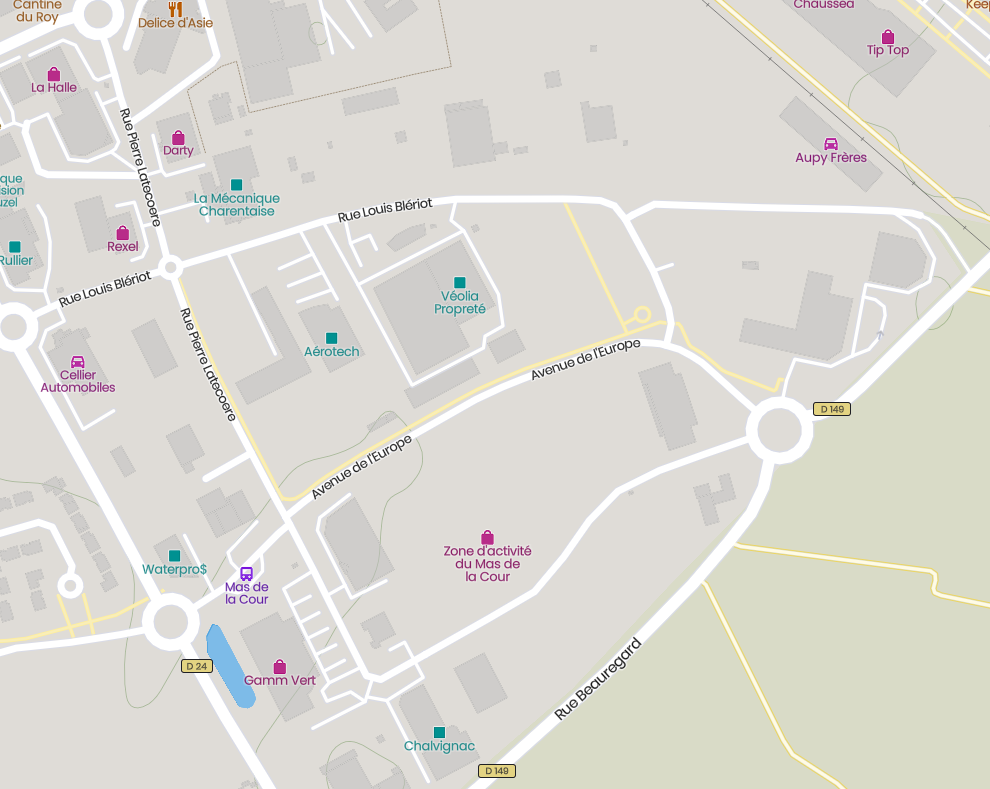 Cantine
du Roy
Delice d'Asie
Chaussea
Keep
Tip Top
La Halle
Darty
Rue Pierre Latecoere
Aupy Frères
que
ision
uzel
La Mécanique
Charentaise
Rue Louis Blériot
Rexel
Rullier
Rue Louis Blériot
Véolia
Propreté
Rue Pierre Latecoere
Aérotech
Avenue de l'Europe
Cellier
Automobiles
D 149
Avenue de l'Europe
Zone d'activité
du Mas de
la Cour
Waterpro$
Mas de
la Cour
D 24
Gamm Vert
Rue Beauregard
Chalvignac
D 149